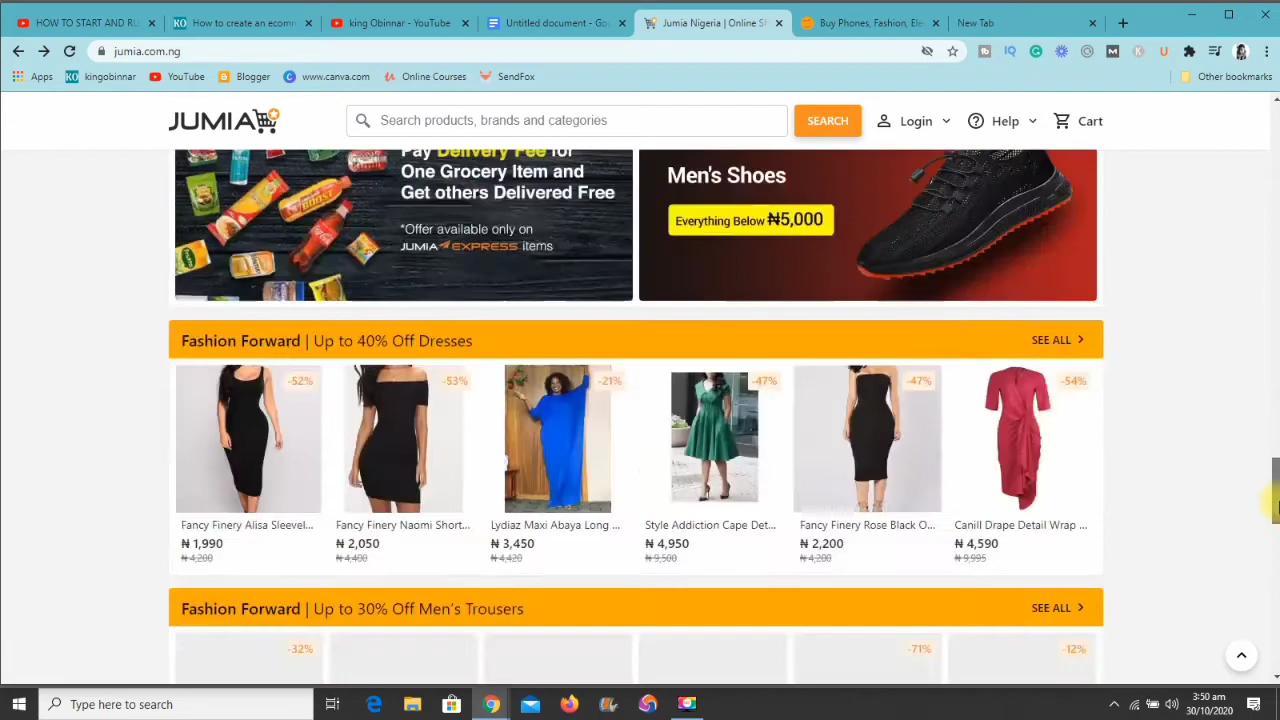 HOW TO START AND RU
How to create an ecomm
king Obinnar - YouTube
Untitled document - Goo
Jumia Nigeria | Online Sh
Buy Phones, Fashion, Ele
New Tab
jumia.com.ng
Apps
kingobinnar
YouTube
Blogger
www.canva.com
Online Courses
SendFox
Other bookmarks
JUMIA
Search products, brands and categories
SEARCH
Login
Help
Cart
Pay Delivery Fee for
One Grocery Item and
Get others Delivered Free
*Offer available only on
JUMIA EXPRESS items
Men's Shoes
Everything Below ₦5,000
Fashion Forward | Up to 40% Off Dresses
SEE ALL
-52%
-53%
-21%
-47%
-47%
-54%
Fancy Finery Alisa Sleevel...
Fancy Finery Naomi Short...
Lydiaz Maxi Abaya Long ...
Style Addiction Cape Det...
Fancy Finery Rose Black O...
Canill Drape Detail Wrap ...
₦ 1,990
₦ 2,050
₦ 3,450
₦ 4,950
₦ 2,200
₦ 4,590
₦ 4,200
₦ 4,400
₦ 4,420
₦ 9,500
₦ 4,200
₦ 9,995
Fashion Forward | Up to 30% Off Men's Trousers
SEE ALL
-32%
-71%
-12%
Type here to search
3:50 am
30/10/2020